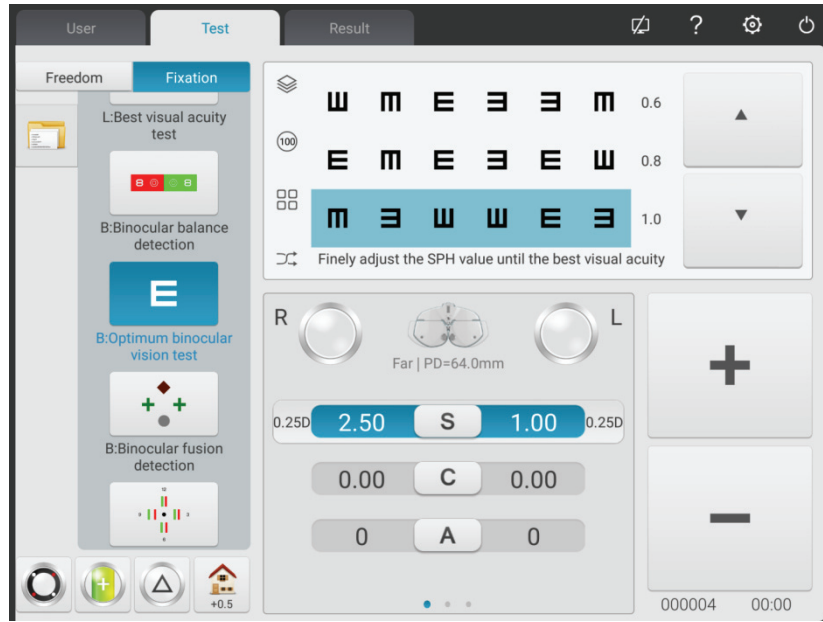 User
Test
Result
?
Freedom
Fixation
L:Best visual acuity
test
B:Binocular balance
detection
E
B:Optimum binocular
vision test
B:Binocular fusion
detection
+0.5
100
0.6
E E 0.8
E 1.0
Finely adjust the SPH value until the best visual acuity
R
L
Far | PD=64.0mm
0.25D 2.50 S 1.00 0.25D
0.00 C 0.00
0 A 0
000004 00:00